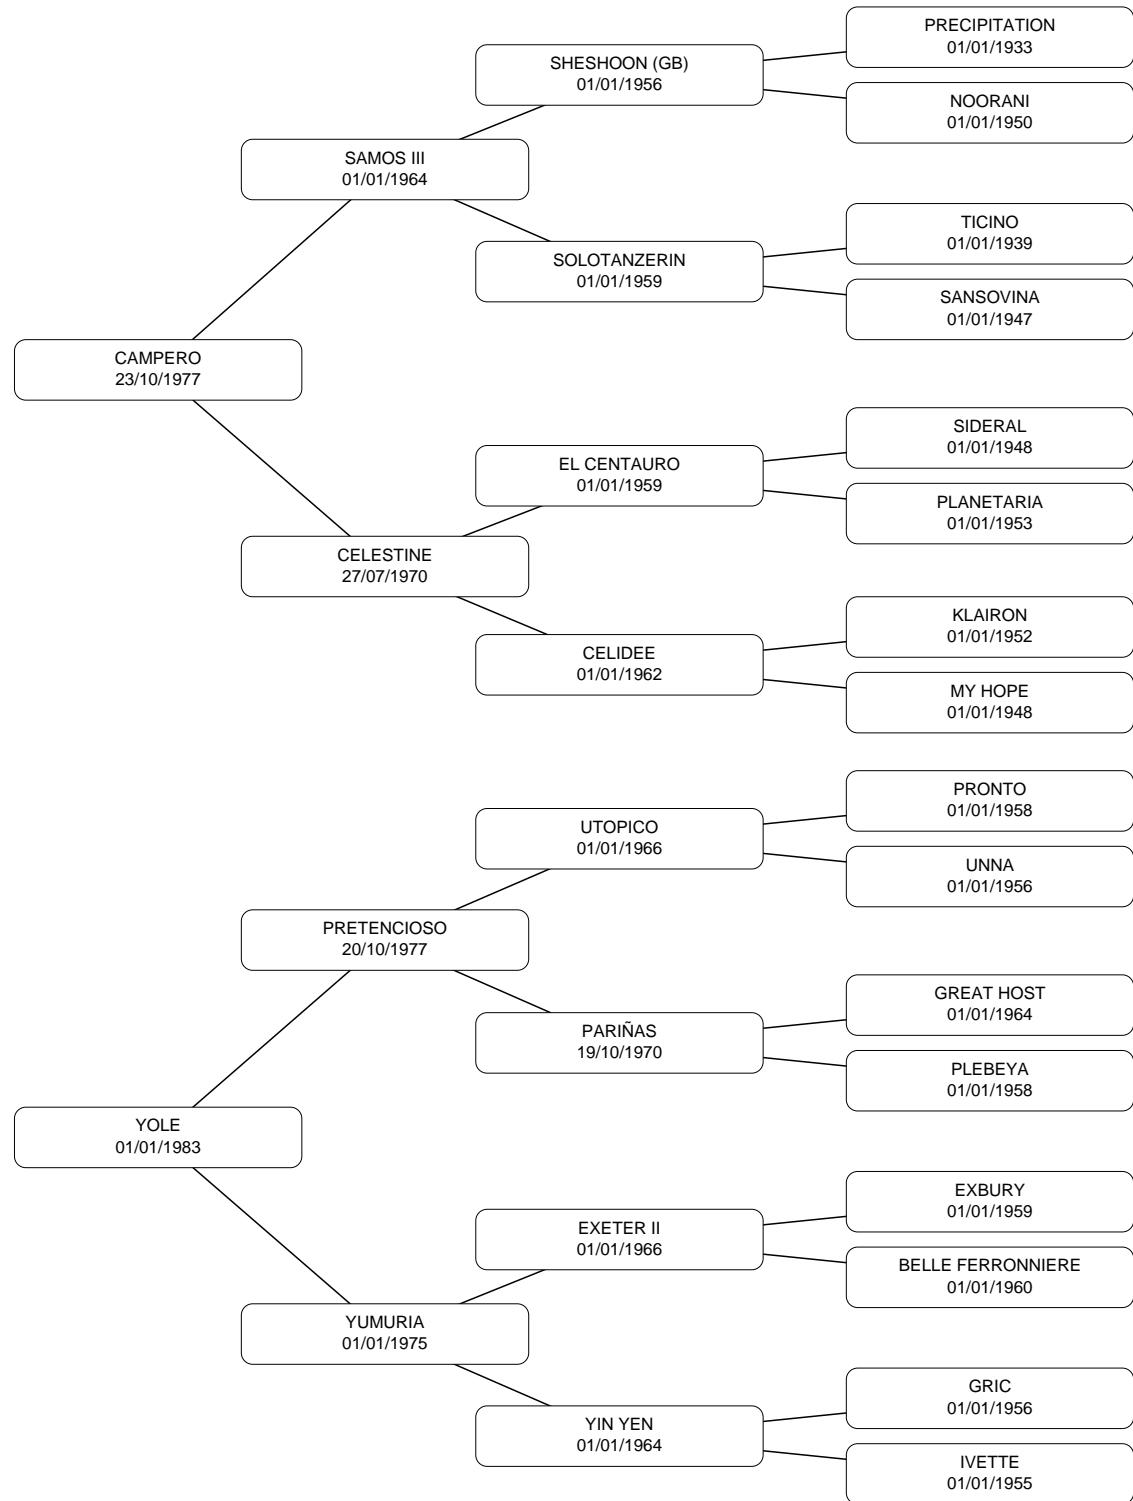 PRECIPITATION
01/01/1933
SHESHOON (GB)
01/01/1956
NOORANI
01/01/1950
SAMOS III
01/01/1964
TICINO
01/01/1939
SOLOTANZERIN
01/01/1959
SANSOVINA
01/01/1947
CAMPERO
23/10/1977
SIDERAL
01/01/1948
EL CENTAURO
01/01/1959
PLANETARIA
01/01/1953
CELESTINE
27/07/1970
KLAIRON
01/01/1952
CELIDEE
01/01/1962
MY HOPE
01/01/1948
PRONTO
01/01/1958
UTOPICO
01/01/1966
UNNA
01/01/1956
PRETENCIOSO
20/10/1977
GREAT HOST
01/01/1964
PARIÑAS
19/10/1970
PLEBEYA
01/01/1958
YOLE
01/01/1983
EXBURY
01/01/1959
EXETER II
01/01/1966
BELLE FERRONNIERE
01/01/1960
YUMURIA
01/01/1975
GRIC
01/01/1956
YIN YEN
01/01/1964
IVETTE
01/01/1955